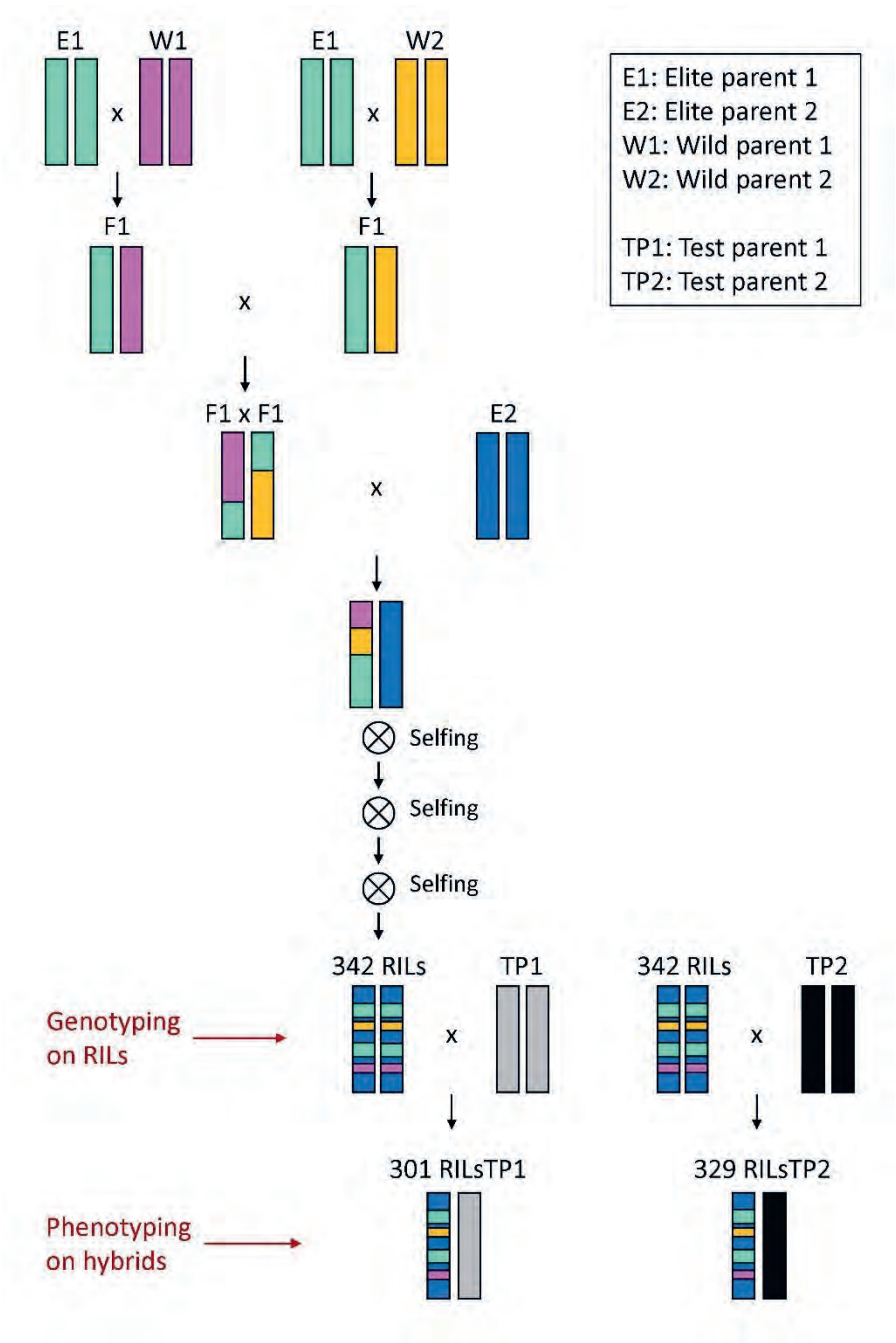 E1 W1 E1 W2
x x
F1 F1
x
F1 x F1 E2
x
Selfing
Selfing
Selfing
342 RILs TP1 342 RILs TP2
x x
Genotyping
on RILs
301 RILsTP1 329 RILsTP2
Phenotyping
on hybrids
E1: Elite parent 1
E2: Elite parent 2
W1: Wild parent 1
W2: Wild parent 2
TP1: Test parent 1
TP2: Test parent 2